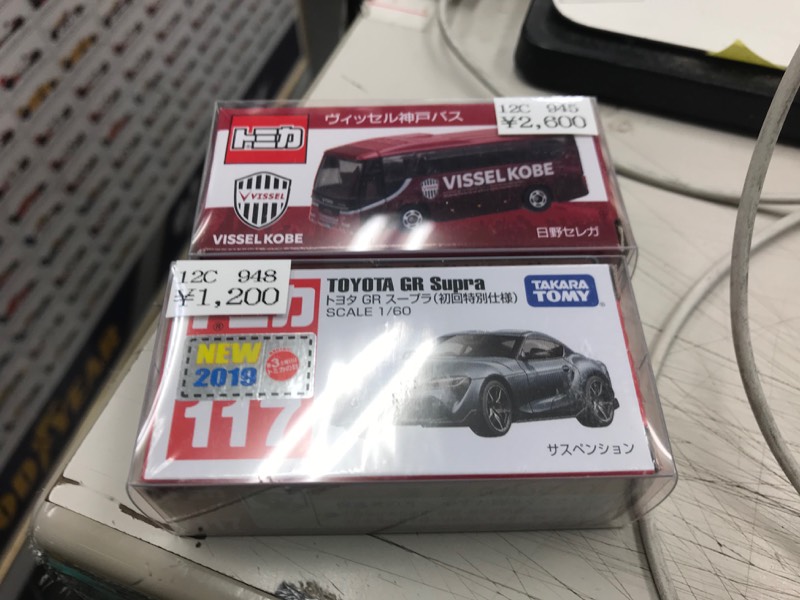 ヴィッセル神戸バス
12C 945
¥2,600
トミカ
VISSEL
VISSEL KOBE
VISSEL KOBE
日野セレガ
12C 948
¥1,200
TOYOTA GR Supra
トヨタ GR スープラ(初回特別仕様)
SCALE 1/60
TAKARA TOMY
NEW
2019
117
サスペンション